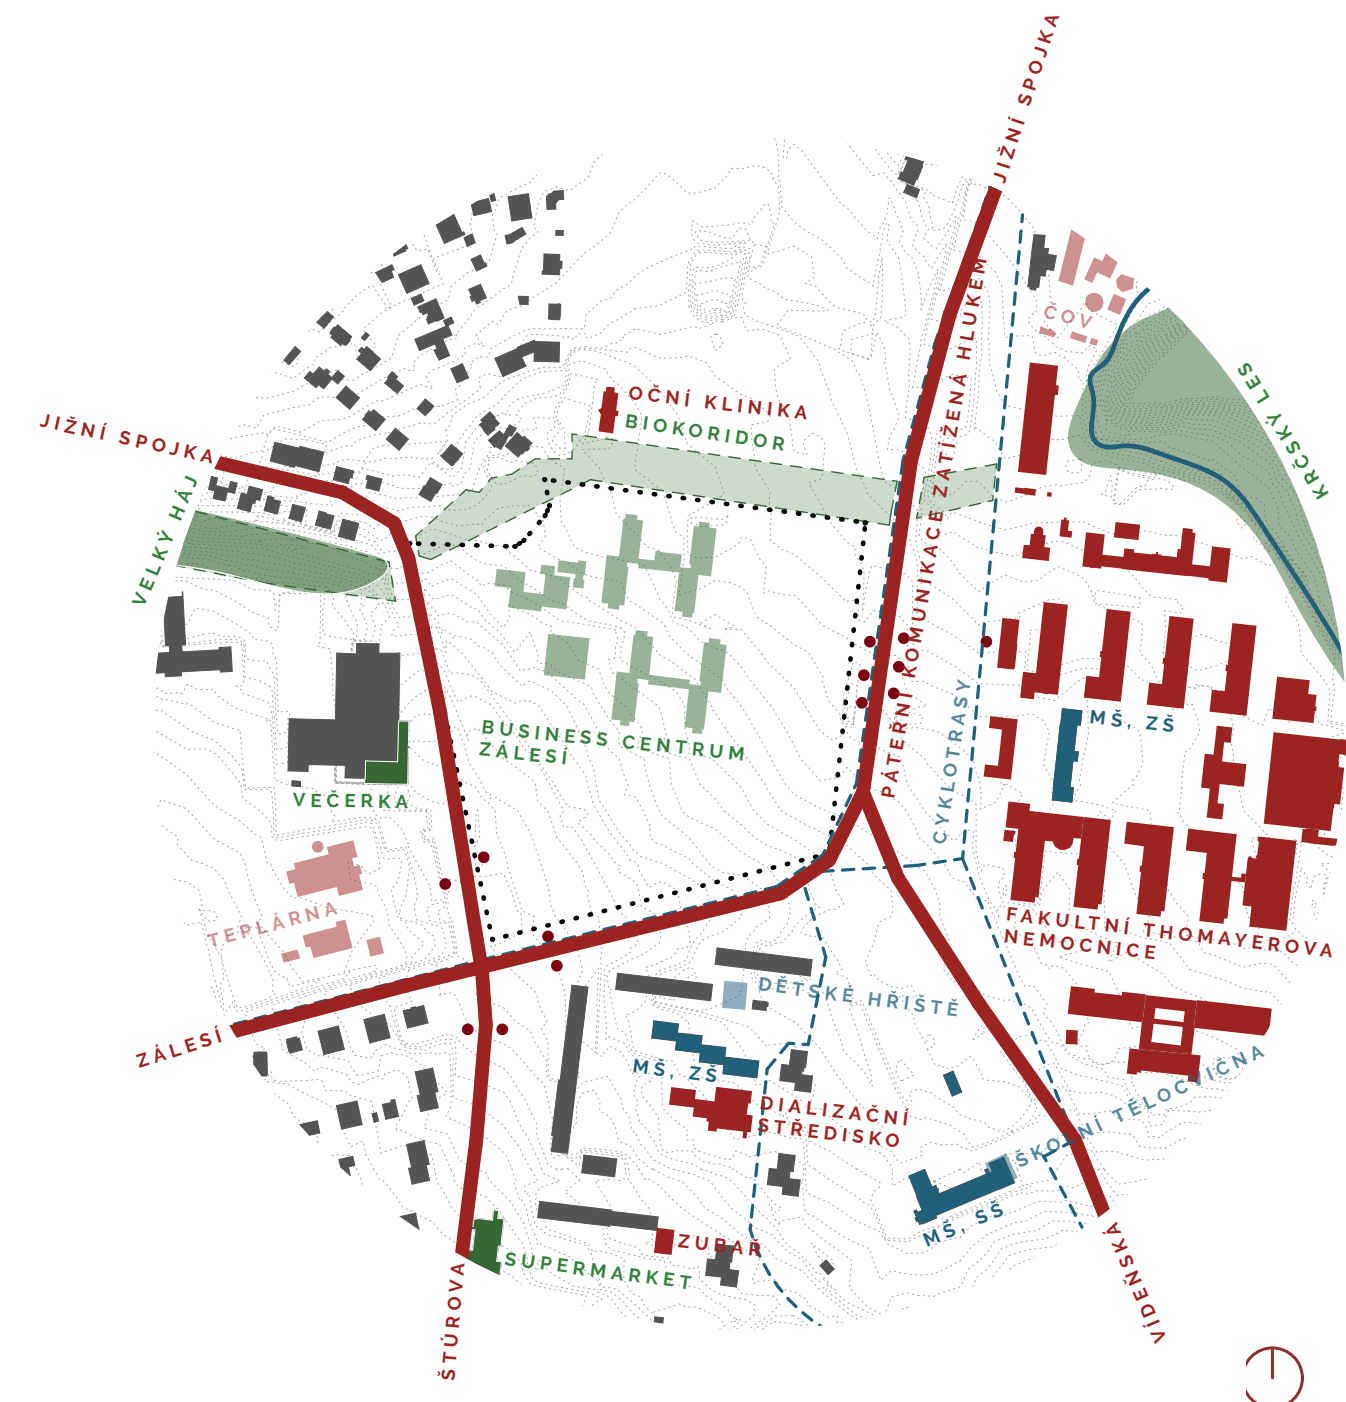 JIŽNÍ SPOJKA
OČNÍ KLINIKA
BIOKORIDOR
JIŽNÍ SPOJKA
VELKÝ HÁJ
PÁTEŘNÍ KOMUNIKACE ZATÍŽENÁ HLUKEM
ČOV
KRČSKÝ LES
CYKLOTRASY
MŠ, ZŠ
BUSINESS CENTRUM
ZÁLESÍ
VEČERKA
TEPLÁRNA
FAKULTNÍ THOMAYEROVA
NEMOCNICE
ZÁLESÍ
DĚTSKÉ HŘIŠTĚ
MŠ, ZŠ
DIALIZAČNÍ
STŘEDISKO
ŠKOLNÍ TĚLOCVIČNA
MŠ, SŠ
ZUBAŘ
SUPERMARKET
ŠTÚROVA
VÍDEŇSKÁ